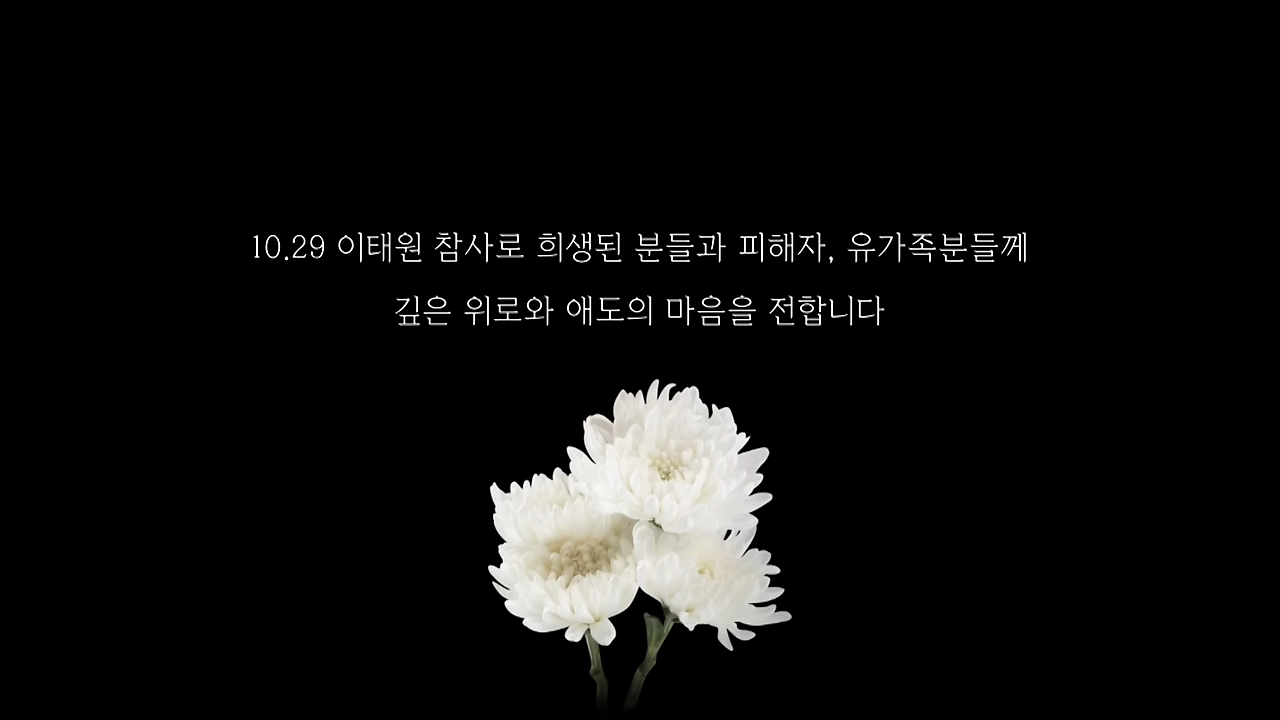 10.29 이태원 참사로 희생된 분들과 피해자, 유가족분들께
깊은 위로와 애도의 마음을 전합니다